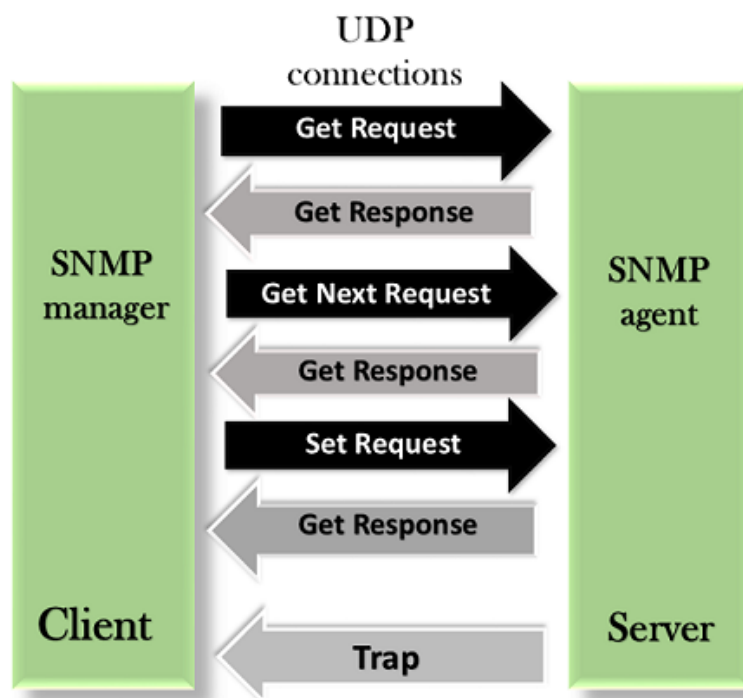 UDP
connections
Get Request
Get Response
SNMP
manager
Get Next Request
SNMP
agent
Get Response
Set Request
Get Response
Client
Trap
Server